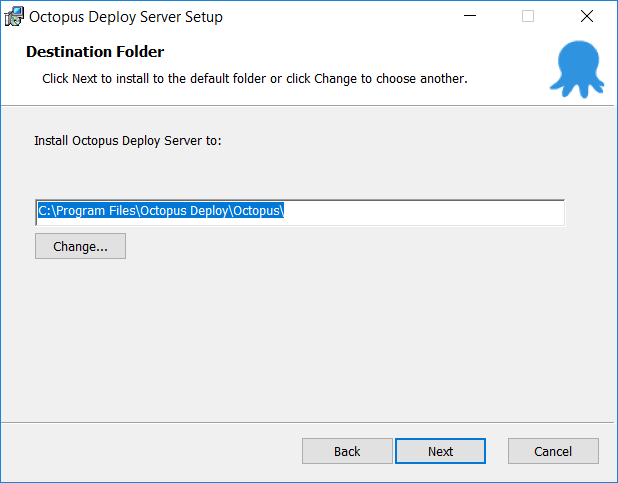 Octopus Deploy Server Setup
Destination Folder
Click Next to install to the default folder or click Change to choose another.
Install Octopus Deploy Server to:
C:\Program Files\Octopus Deploy\Octopus\
Change...
Back
Next
Cancel